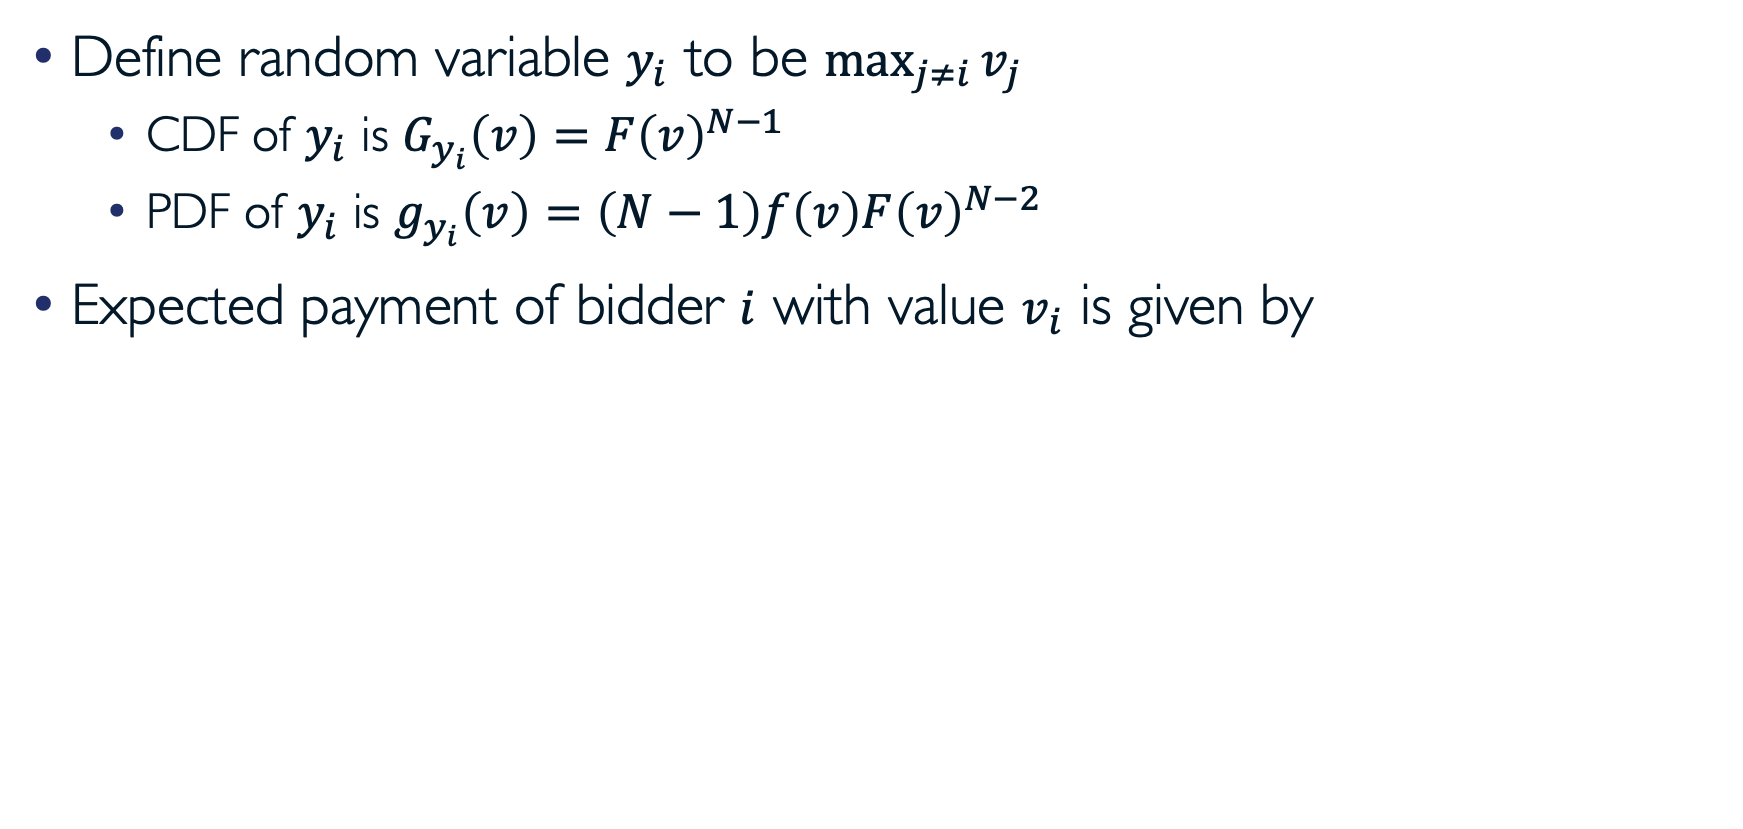 • Define random variable 𝑦ᵢ to be max_{j≠i} 𝑣ⱼ
• CDF of 𝑦ᵢ is G_{yᵢ}(𝑣) = F(𝑣)^{N−1}
• PDF of 𝑦ᵢ is g_{yᵢ}(𝑣) = (N − 1)f(𝑣)F(𝑣)^{N−2}
• Expected payment of bidder 𝑖 with value 𝑣ᵢ is given by